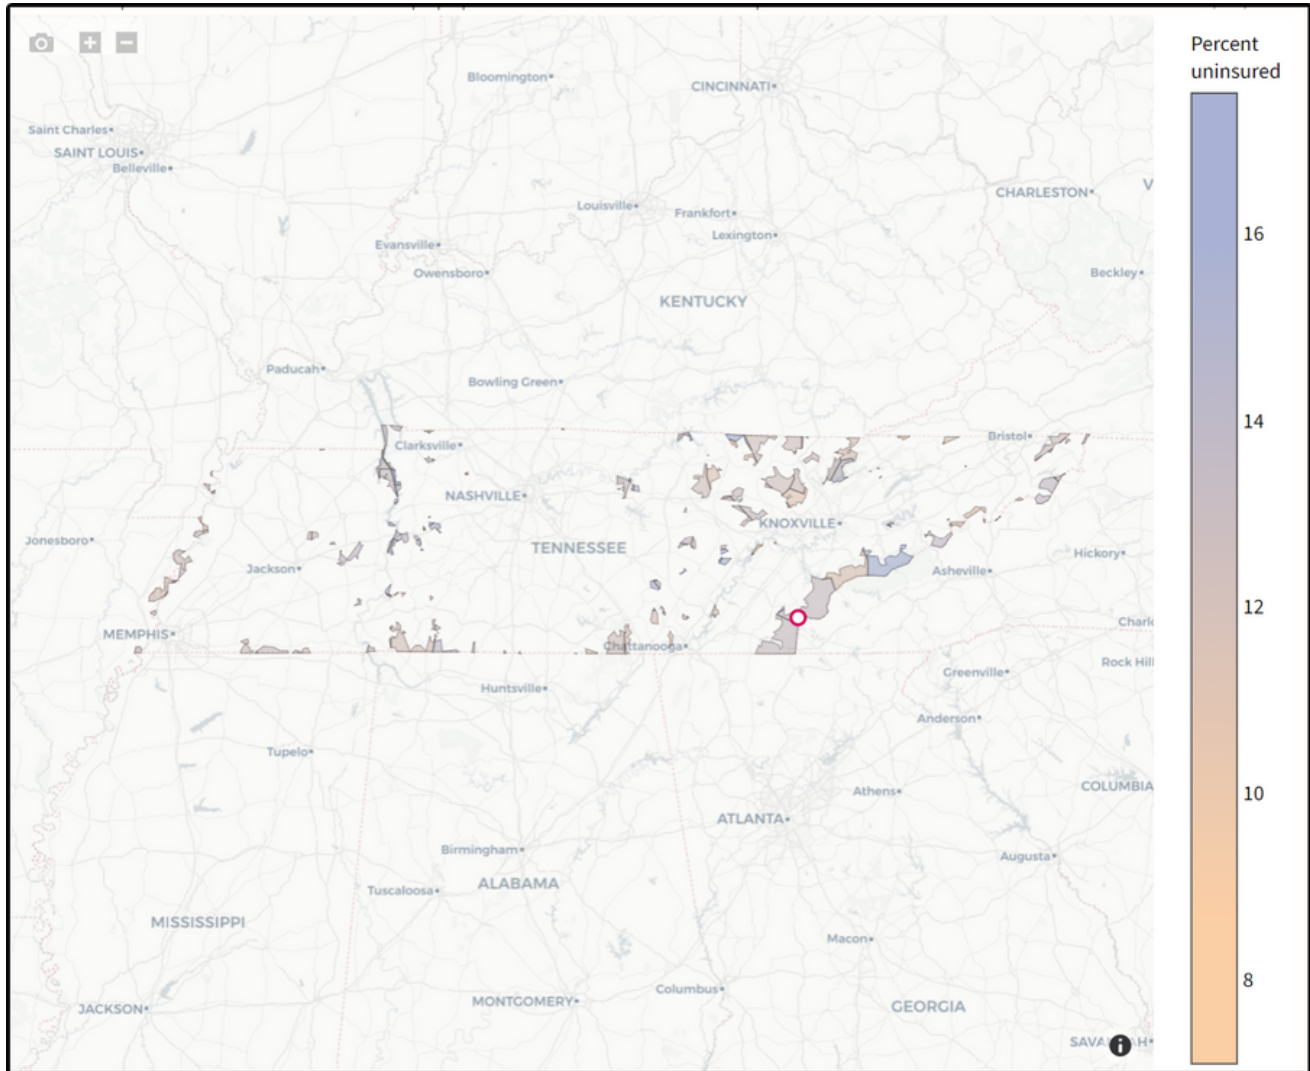 Percent
uninsured
Bloomington
CINCINNATI
Saint Charles
SAINT LOUIS
Belleville
CHARLESTON
V
Louisville
Frankfort
Lexington
16
Evansville
Owensboro
Beckley
KENTUCKY
Paducah
Bowling Green
14
Clarksville
Bristol
NASHVILLE
KNOXVILLE
Jonesboro
TENNESSEE
Hickory
Jackson
Asheville
12
MEMPHIS
Charlo
Chattanooga
Rock Hill
Greenville
Huntsville
Anderson
Tupelo
COLUMBIA
Athens
10
ATLANTA
Birmingham
Augusta
Tuscaloosa
ALABAMA
MISSISSIPPI
Macon
8
Columbus
JACKSON
MONTGOMERY
GEORGIA
i